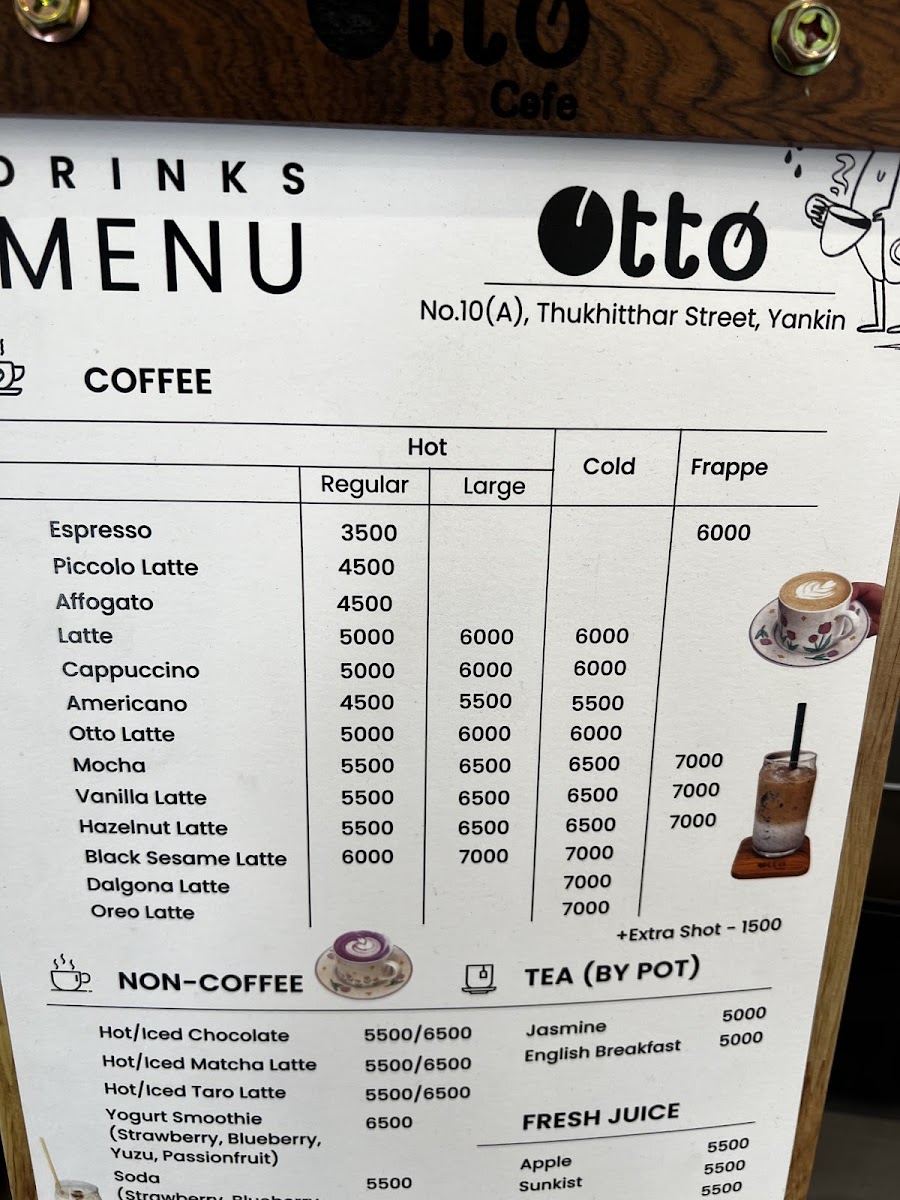 Otto
Cafe
DRINKS
MENU
Otto
No.10(A), Thukhitthar Street, Yankin
COFFEE
Hot Cold Frappe
Regular Large
Espresso 3500 6000
Piccolo Latte 4500
Affogato 4500
Latte 5000 6000 6000
Cappuccino 5000 6000 6000
Americano 4500 5500 5500
Otto Latte 5000 6000 6000
Mocha 5500 6500 6500 7000
Vanilla Latte 5500 6500 6500 7000
Hazelnut Latte 5500 6500 6500 7000
Black Sesame Latte 6000 7000 7000
Dalgona Latte 7000
Oreo Latte 7000
+Extra Shot - 1500
NON-COFFEE
Hot/Iced Chocolate 5500/6500
Hot/Iced Matcha Latte 5500/6500
Hot/Iced Taro Latte 5500/6500
Yogurt Smoothie 6500
(Strawberry, Blueberry,
Yuzu, Passionfruit)
Soda 5500
(Strawberry, Blueberry
TEA (BY POT)
Jasmine 5000
English Breakfast 5000
FRESH JUICE
Apple 5500
Sunkist 5500
5500